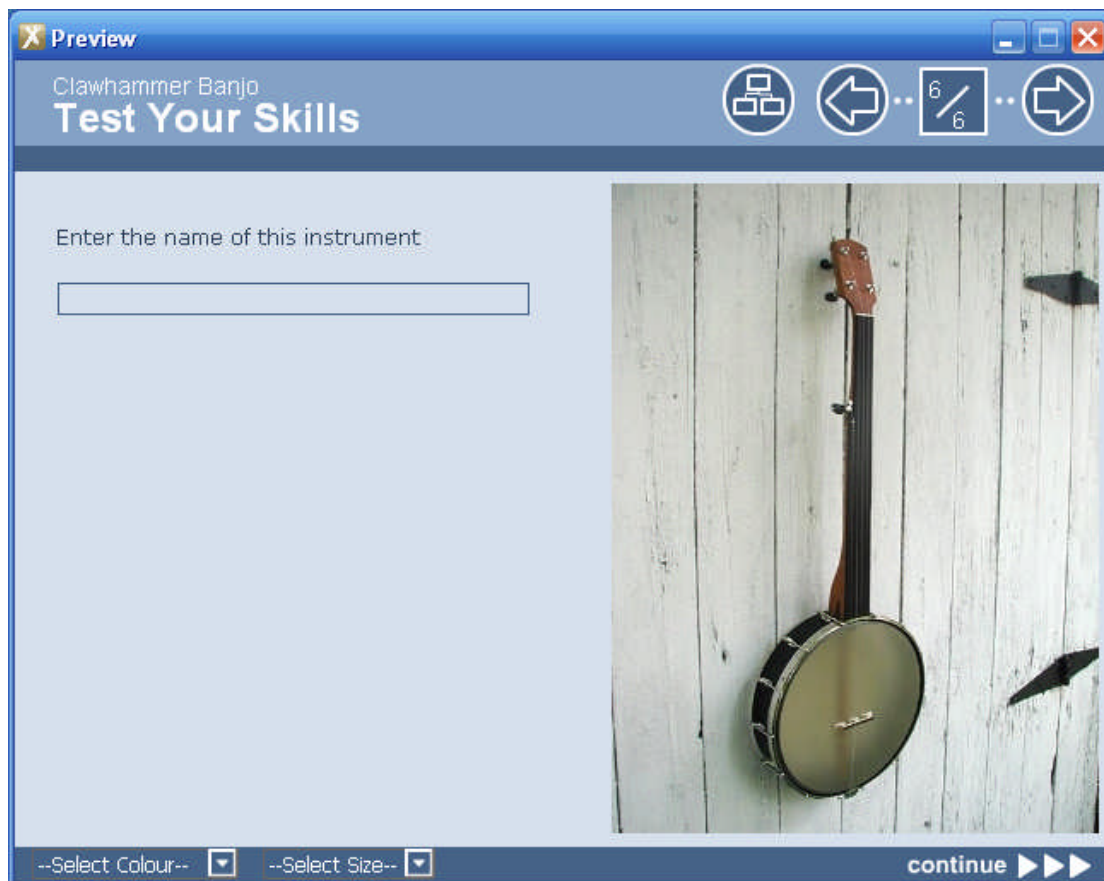 Preview
Clawhammer Banjo
Test Your Skills
6/6
Enter the name of this instrument
--Select Colour--
--Select Size--
continue